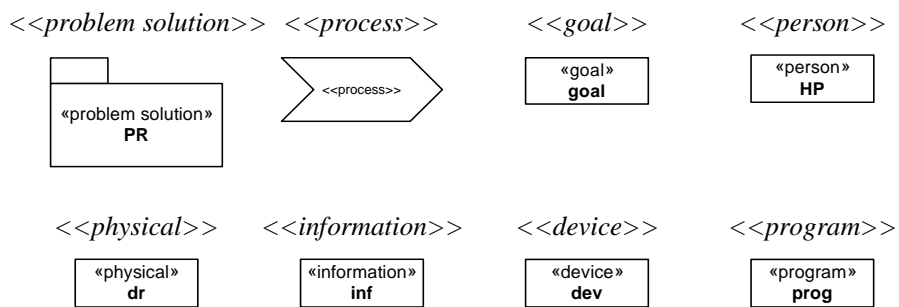 <<problem solution>> <<process>> <<goal>> <<person>>
«problem solution»
PR
<<process>>
«goal»
goal
«person»
HP
<<physical>> <<information>> <<device>> <<program>>
«physical»
dr
«information»
inf
«device»
dev
«program»
prog